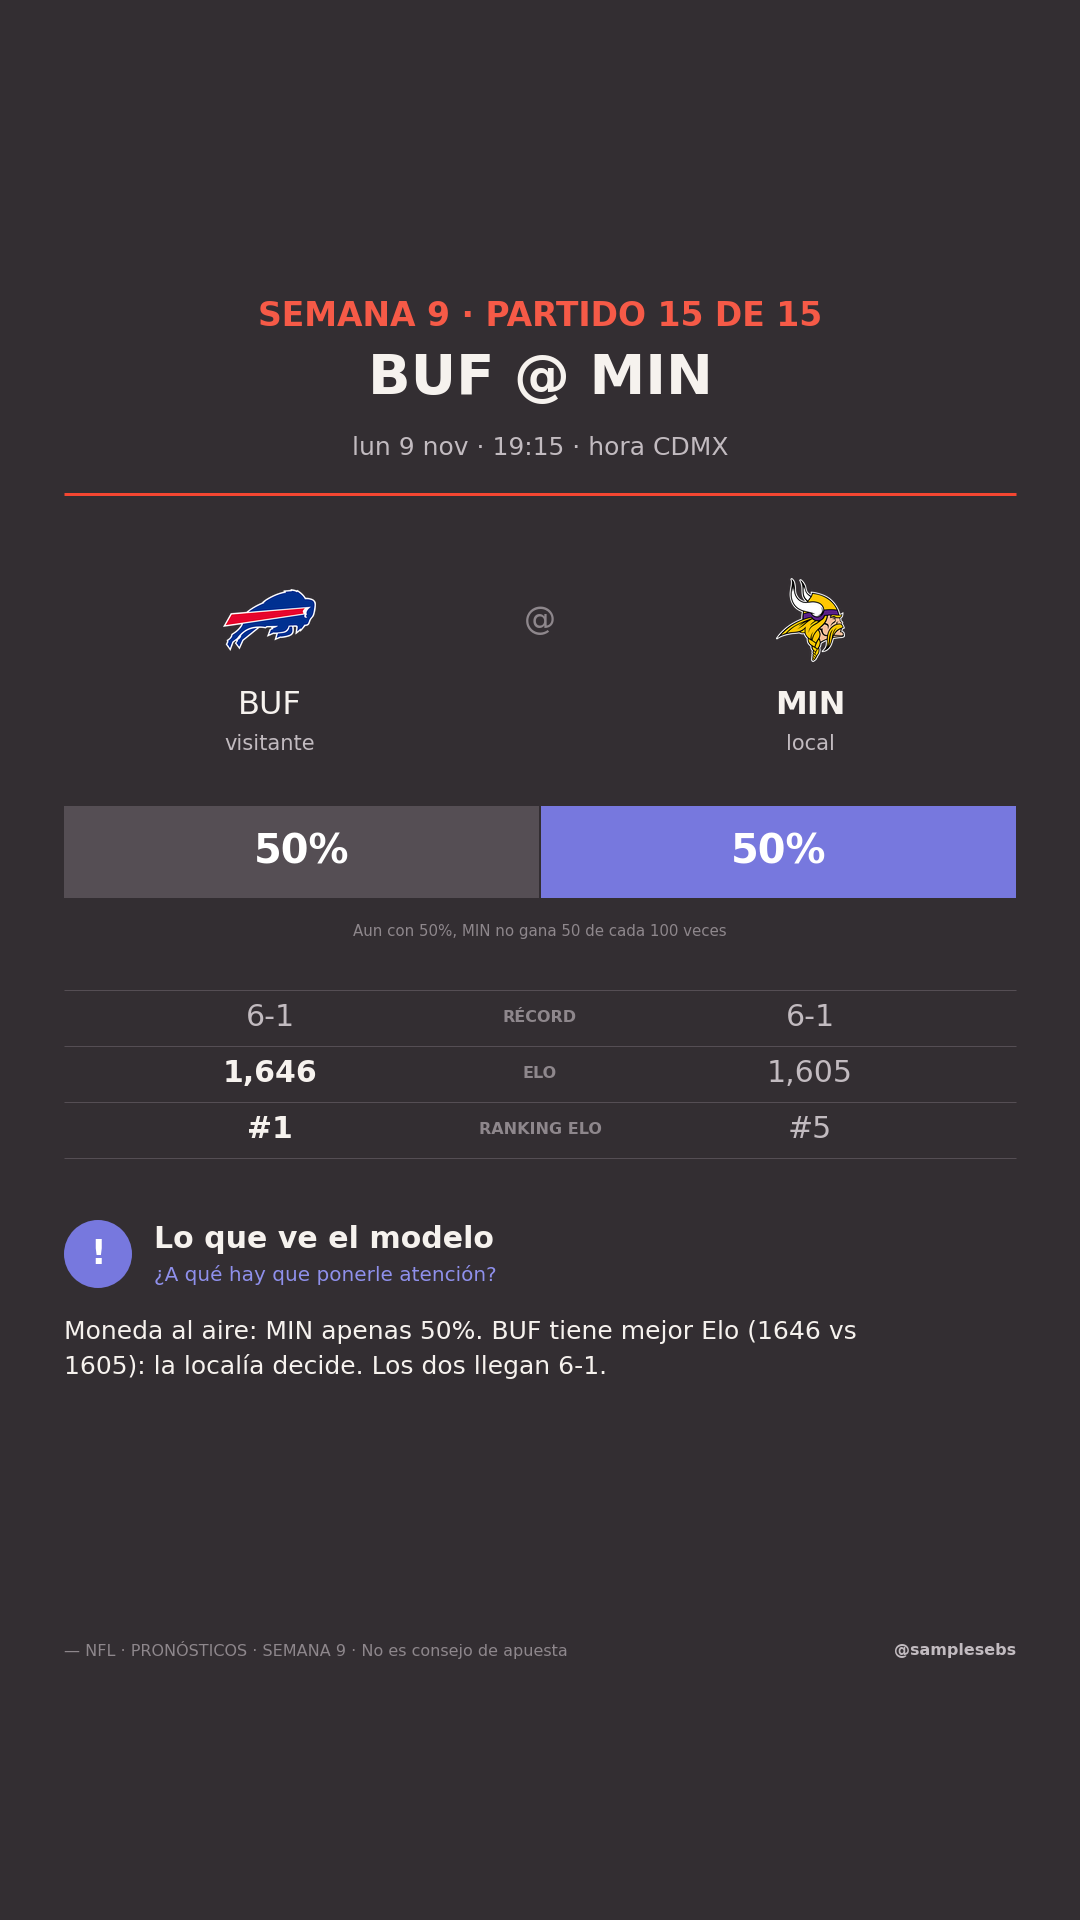 SEMANA 9 · PARTIDO 15 DE 15
BUF @ MIN
lun 9 nov · 19:15 · hora CDMX
@
BUF
MIN
visitante
local
50%
50%
Aun con 50%, MIN no gana 50 de cada 100 veces
6-1 RÉCORD 6-1
1,646 ELO 1,605
#1 RANKING ELO #5
!
Lo que ve el modelo
¿A qué hay que ponerle atención?
Moneda al aire: MIN apenas 50%. BUF tiene mejor Elo (1646 vs
1605): la localía decide. Los dos llegan 6-1.
— NFL · PRONÓSTICOS · SEMANA 9 · No es consejo de apuesta
@samplesebs